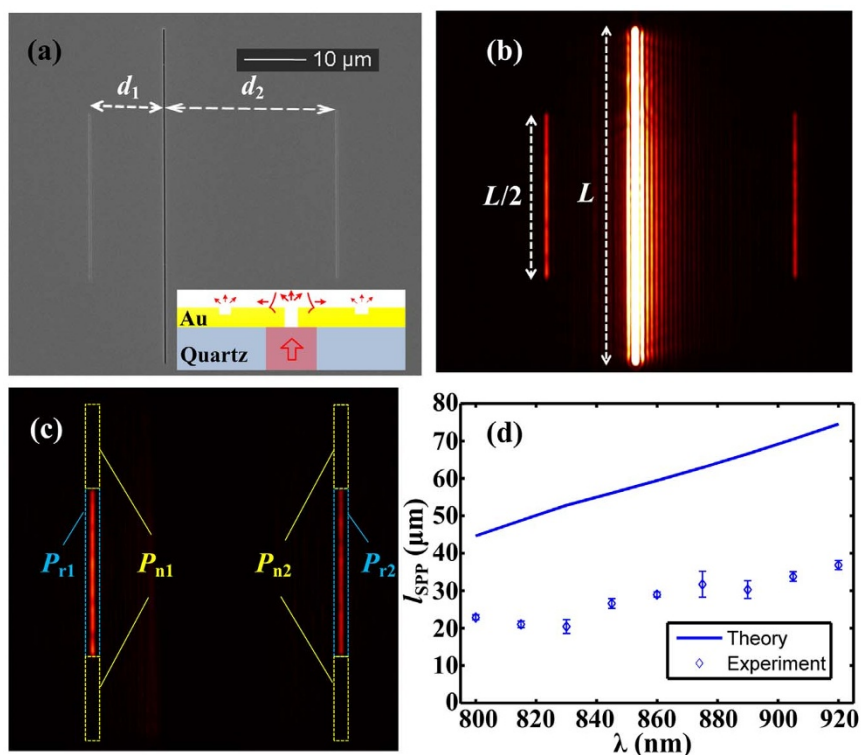 (a)
10 µm
d1
d2
Au
Quartz
(b)
L/2
L
(c)
Pr1
Pn1
Pn2
Pr2
(d)
80
70
60
50
40
30
20
10
0
lSPP (µm)
Theory
Experiment
800 820 840 860 880 900 920
λ (nm)